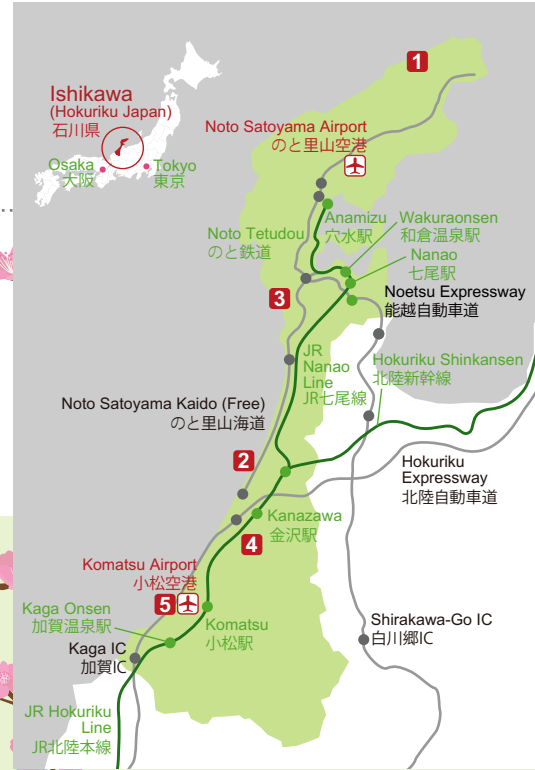 1
Ishikawa
(Hokuriku Japan)
石川県
Noto Satoyama Airport
のと里山空港
Osaka
大阪
Tokyo
東京
Anamizu
穴水駅
Wakuraonsen
和倉温泉駅
Noto Tetudou
のと鉄道
Nanao
七尾駅
3
Noetsu Expressway
能越自動車道
JR
Nanao
Line
JR七尾線
Hokuriku Shinkansen
北陸新幹線
Noto Satoyama Kaido (Free)
のと里山海道
2
Hokuriku
Expressway
北陸自動車道
Kanazawa
金沢駅
4
Komatsu Airport
小松空港
5
Kaga Onsen
加賀温泉駅
Komatsu
小松駅
Shirakawa-Go IC
白川郷IC
Kaga IC
加賀IC
JR Hokuriku
Line
JR北陸本線